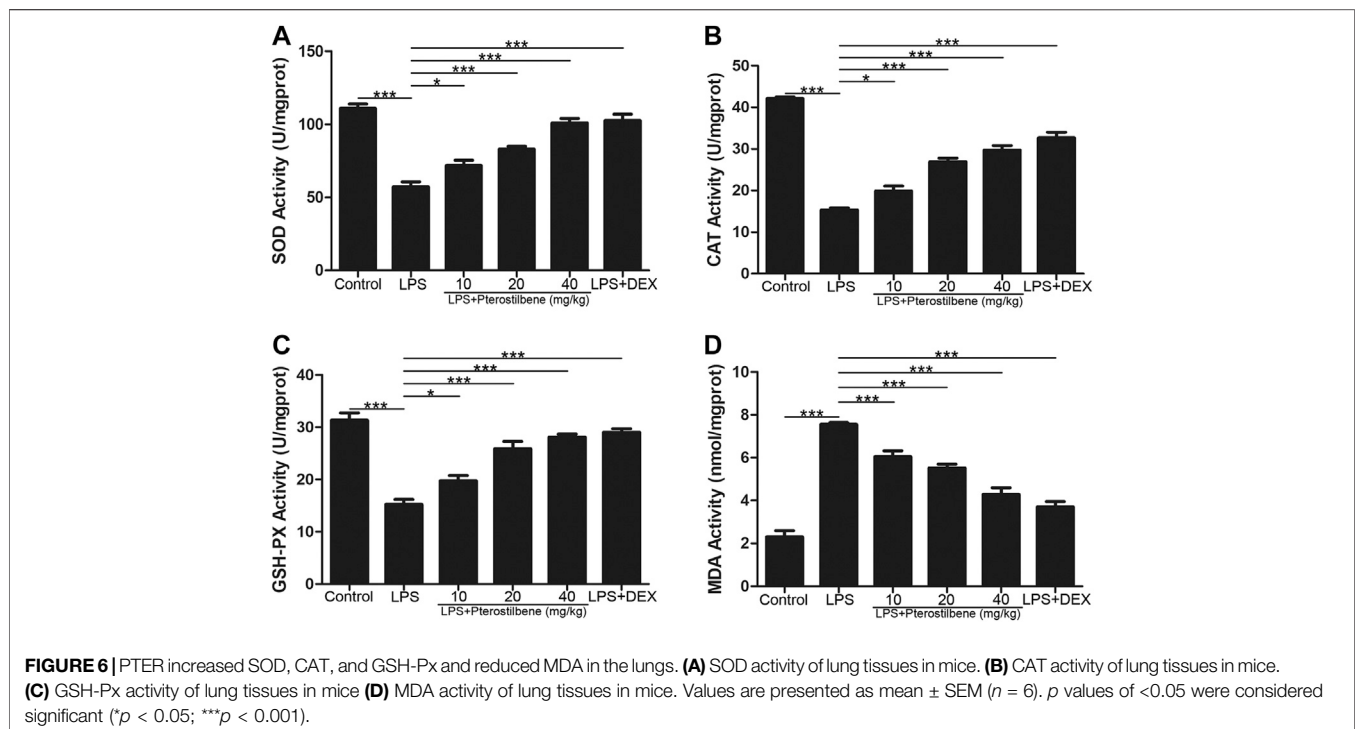 A
SOD Activity (U/mgprot)
150
100
50
0
***
***
***
*
***
Control LPS 10 20 40 LPS+DEX
LPS+Pterostilbene (mg/kg)
B
CAT Activity (U/mgprot)
50
40
30
20
10
0
***
***
***
*
***
Control LPS 10 20 40 LPS+DEX
LPS+Pterostilbene (mg/kg)
C
GSH-PX Activity (U/mgprot)
40
30
20
10
0
***
***
***
*
***
Control LPS 10 20 40 LPS+DEX
LPS+Pterostilbene (mg/kg)
D
MDA Activity (nmol/mgprot)
10
8
6
4
2
0
***
***
***
***
***
Control LPS 10 20 40 LPS+DEX
LPS+Pterostilbene (mg/kg)
FIGURE 6 | PTER increased SOD, CAT, and GSH-Px and reduced MDA in the lungs. (A) SOD activity of lung tissues in mice. (B) CAT activity of lung tissues in mice.
(C) GSH-Px activity of lung tissues in mice (D) MDA activity of lung tissues in mice. Values are presented as mean ± SEM (n = 6). p values of <0.05 were considered
significant (*p < 0.05; ***p < 0.001).